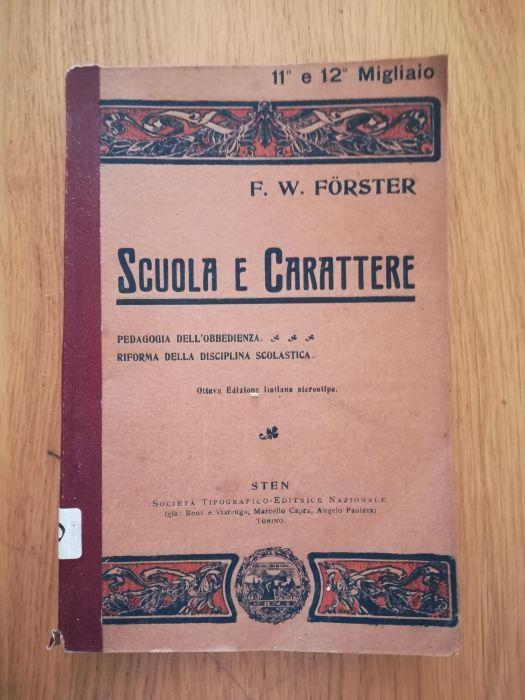 11° e 12° Migliaio
F. W. FÖRSTER
SCUOLA E CARATTERE
PEDAGOGIA DELL'OBBEDIENZA.
RIFORMA DELLA DISCIPLINA SCOLASTICA.
Ottava Edizione italiana stereotipa.
STEN
SOCIETÀ TIPOGRAFICO-EDITRICE NAZIONALE
(già: Roux e Viarengo, Marcello Capra, Angelo Panizza)
TORINO.